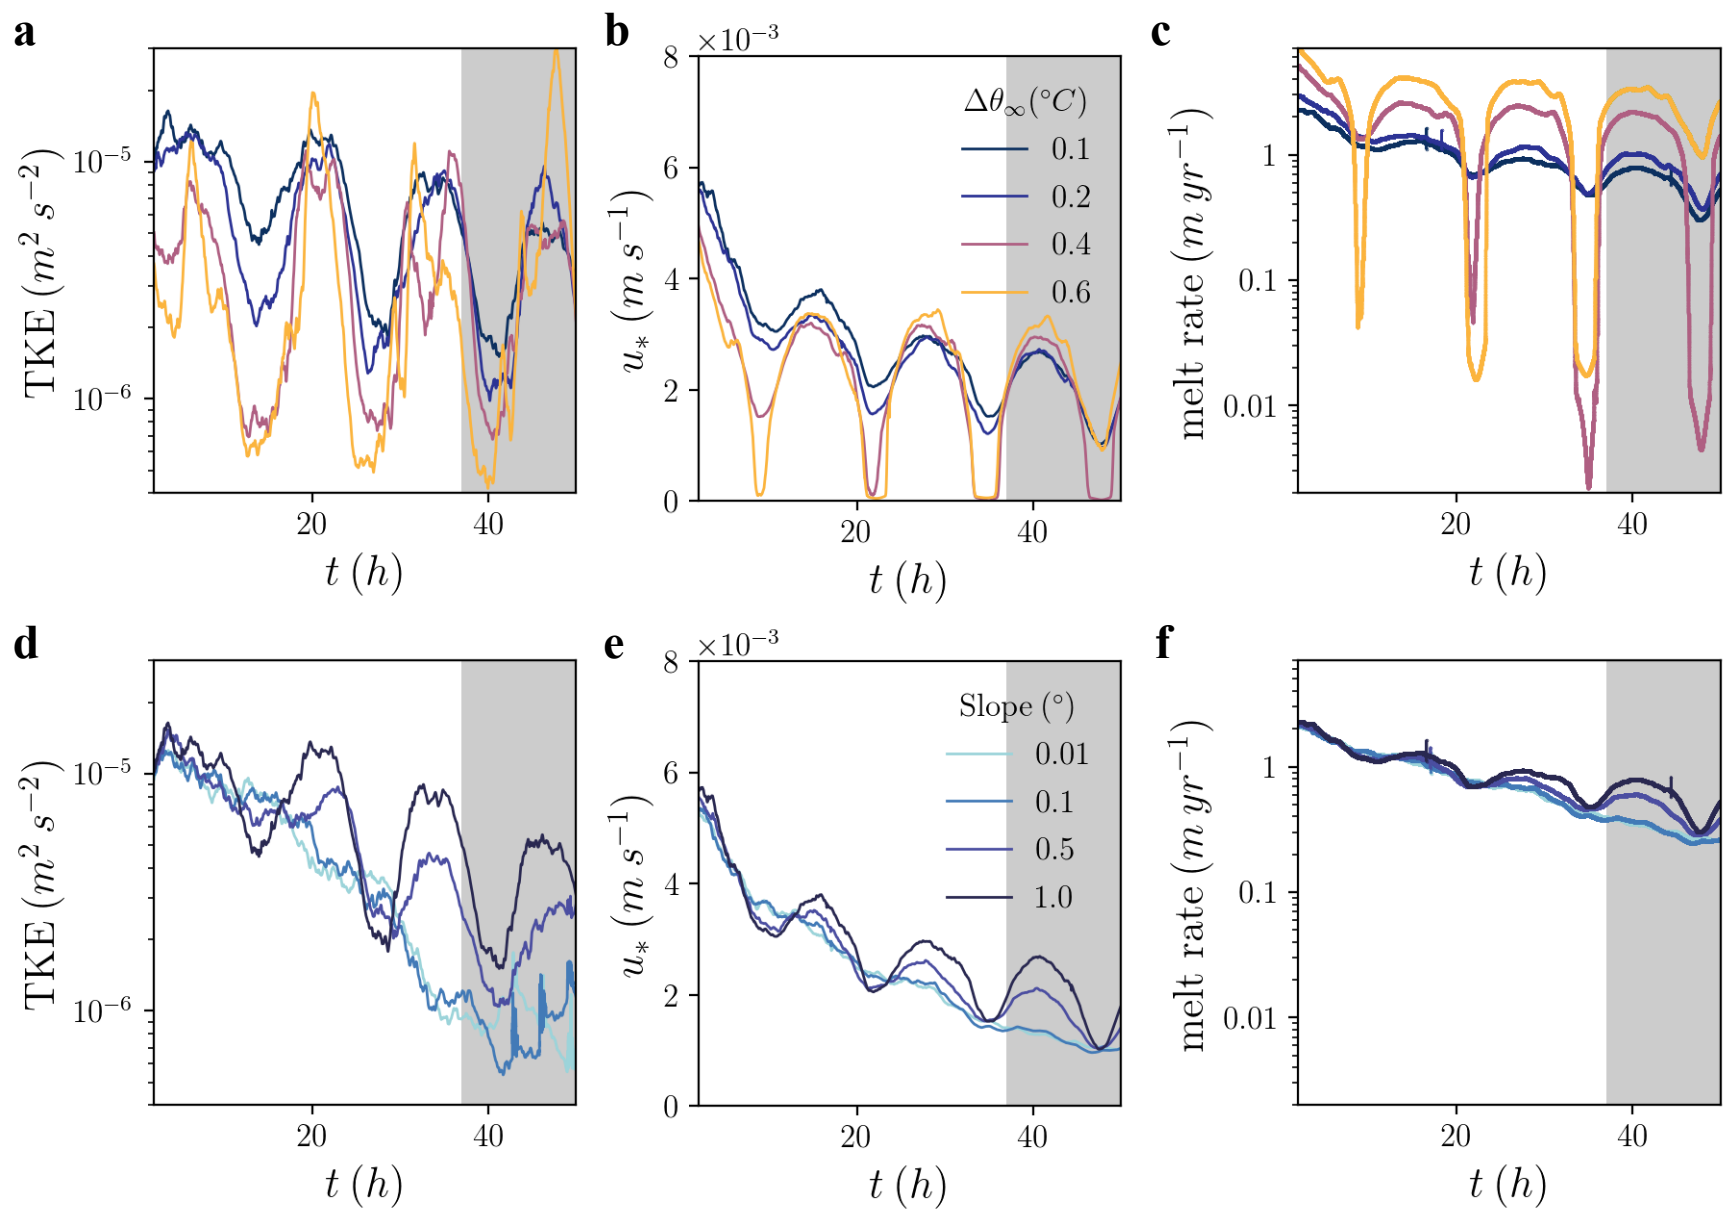 a
TKE (m² s⁻²)
10⁻⁵
10⁻⁶
20
40
t (h)
b
×10⁻³
u∗ (m s⁻¹)
8
6
4
2
0
Δθ∞(°C)
0.1
0.2
0.4
0.6
20
40
t (h)
c
melt rate (m yr⁻¹)
1
0.1
0.01
20
40
t (h)
d
TKE (m² s⁻²)
10⁻⁵
10⁻⁶
20
40
t (h)
e
×10⁻³
u∗ (m s⁻¹)
8
6
4
2
0
Slope (°)
0.01
0.1
0.5
1.0
20
40
t (h)
f
melt rate (m yr⁻¹)
1
0.1
0.01
20
40
t (h)